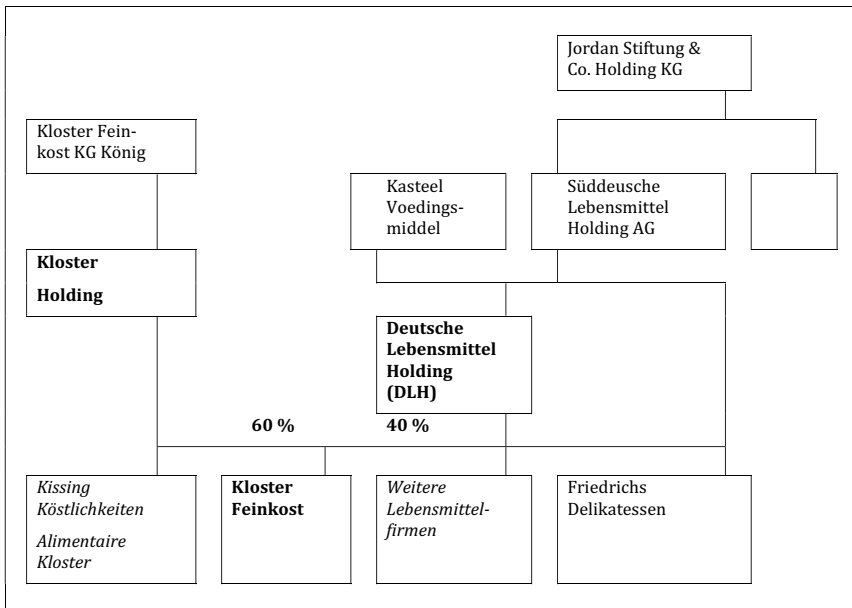 Jordan Stiftung &
Co. Holding KG
Kloster Fein-
kost KG König
Kasteel
Voedings-
middel
Süddeusche
Lebensmittel
Holding AG
Kloster
Holding
Deutsche
Lebensmittel
Holding
(DLH)
60 %
40 %
Kissing
Köstlichkeiten
Alimentaire
Kloster
Kloster
Feinkost
Weitere
Lebensmittel-
firmen
Friedrichs
Delikatessen